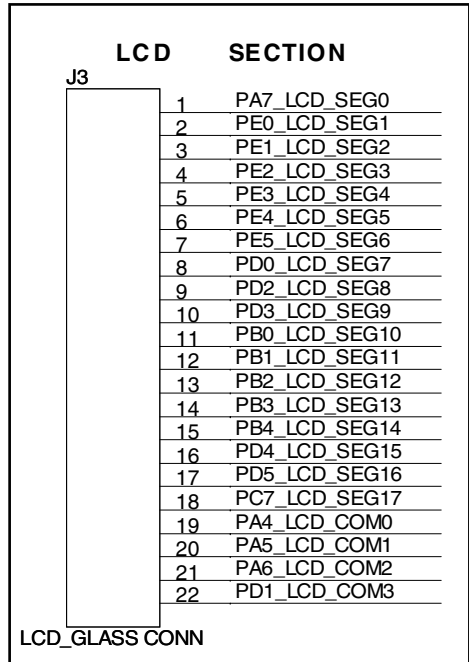 LCD SECTION
J3
1 PA7_LCD_SEG0
2 PE0_LCD_SEG1
3 PE1_LCD_SEG2
4 PE2_LCD_SEG3
5 PE3_LCD_SEG4
6 PE4_LCD_SEG5
7 PE5_LCD_SEG6
8 PD0_LCD_SEG7
9 PD2_LCD_SEG8
10 PD3_LCD_SEG9
11 PB0_LCD_SEG10
12 PB1_LCD_SEG11
13 PB2_LCD_SEG12
14 PB3_LCD_SEG13
15 PB4_LCD_SEG14
16 PD4_LCD_SEG15
17 PD5_LCD_SEG16
18 PC7_LCD_SEG17
19 PA4_LCD_COM0
20 PA5_LCD_COM1
21 PA6_LCD_COM2
22 PD1_LCD_COM3
LCD_GLASS CONN